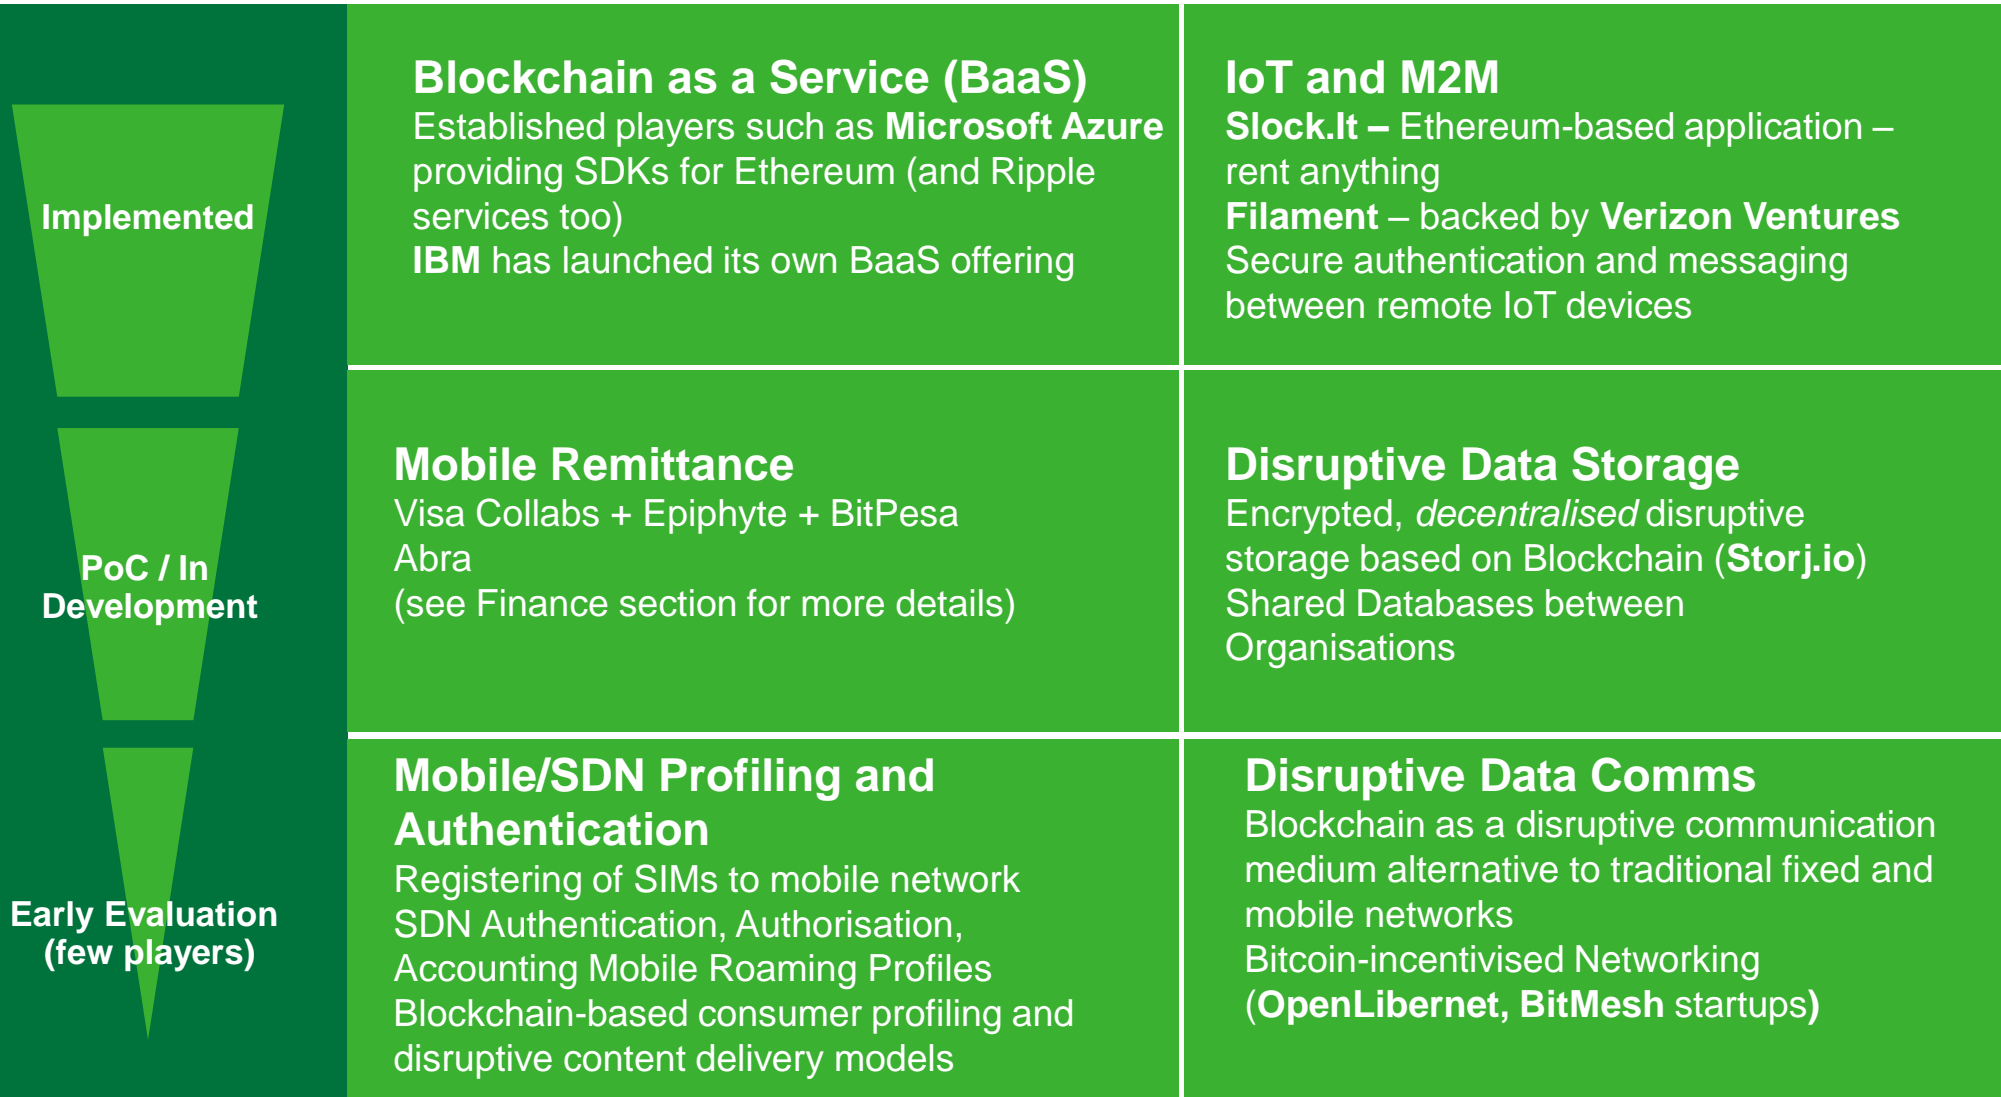 Implemented
Blockchain as a Service (BaaS)
Established players such as Microsoft Azure
providing SDKs for Ethereum (and Ripple
services too)
IBM has launched its own BaaS offering
IoT and M2M
Slock.It – Ethereum-based application –
rent anything
Filament – backed by Verizon Ventures
Secure authentication and messaging
between remote IoT devices
PoC / In
Development
Mobile Remittance
Visa Collabs + Epiphyte + BitPesa
Abra
(see Finance section for more details)
Disruptive Data Storage
Encrypted, decentralised disruptive
storage based on Blockchain (Storj.io)
Shared Databases between
Organisations
Early Evaluation
(few players)
Mobile/SDN Profiling and
Authentication
Registering of SIMs to mobile network
SDN Authentication, Authorisation,
Accounting Mobile Roaming Profiles
Blockchain-based consumer profiling and
disruptive content delivery models
Disruptive Data Comms
Blockchain as a disruptive communication
medium alternative to traditional fixed and
mobile networks
Bitcoin-incentivised Networking
(OpenLibernet, BitMesh startups)